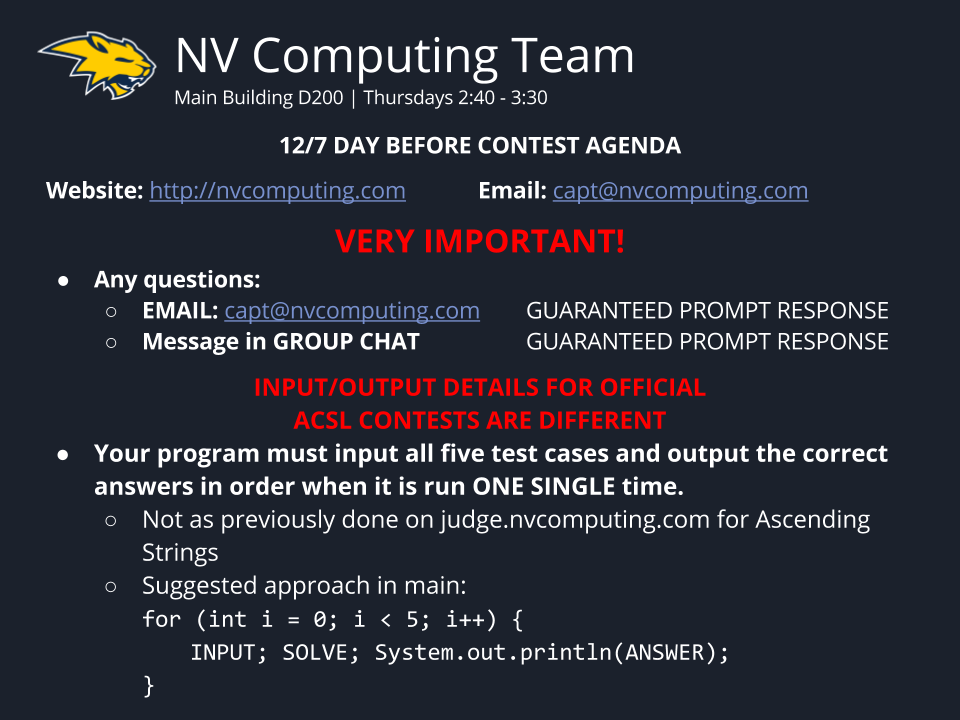 NV Computing Team
Main Building D200 | Thursdays 2:40 - 3:30
12/7 DAY BEFORE CONTEST AGENDA
Website: http://nvcomputing.com Email: capt@nvcomputing.com
VERY IMPORTANT!
● Any questions:
○ EMAIL: capt@nvcomputing.com GUARANTEED PROMPT RESPONSE
○ Message in GROUP CHAT GUARANTEED PROMPT RESPONSE
INPUT/OUTPUT DETAILS FOR OFFICIAL
ACSL CONTESTS ARE DIFFERENT
● Your program must input all five test cases and output the correct
answers in order when it is run ONE SINGLE time.
○ Not as previously done on judge.nvcomputing.com for Ascending
Strings
○ Suggested approach in main:
for (int i = 0; i < 5; i++) {
INPUT; SOLVE; System.out.println(ANSWER);
}